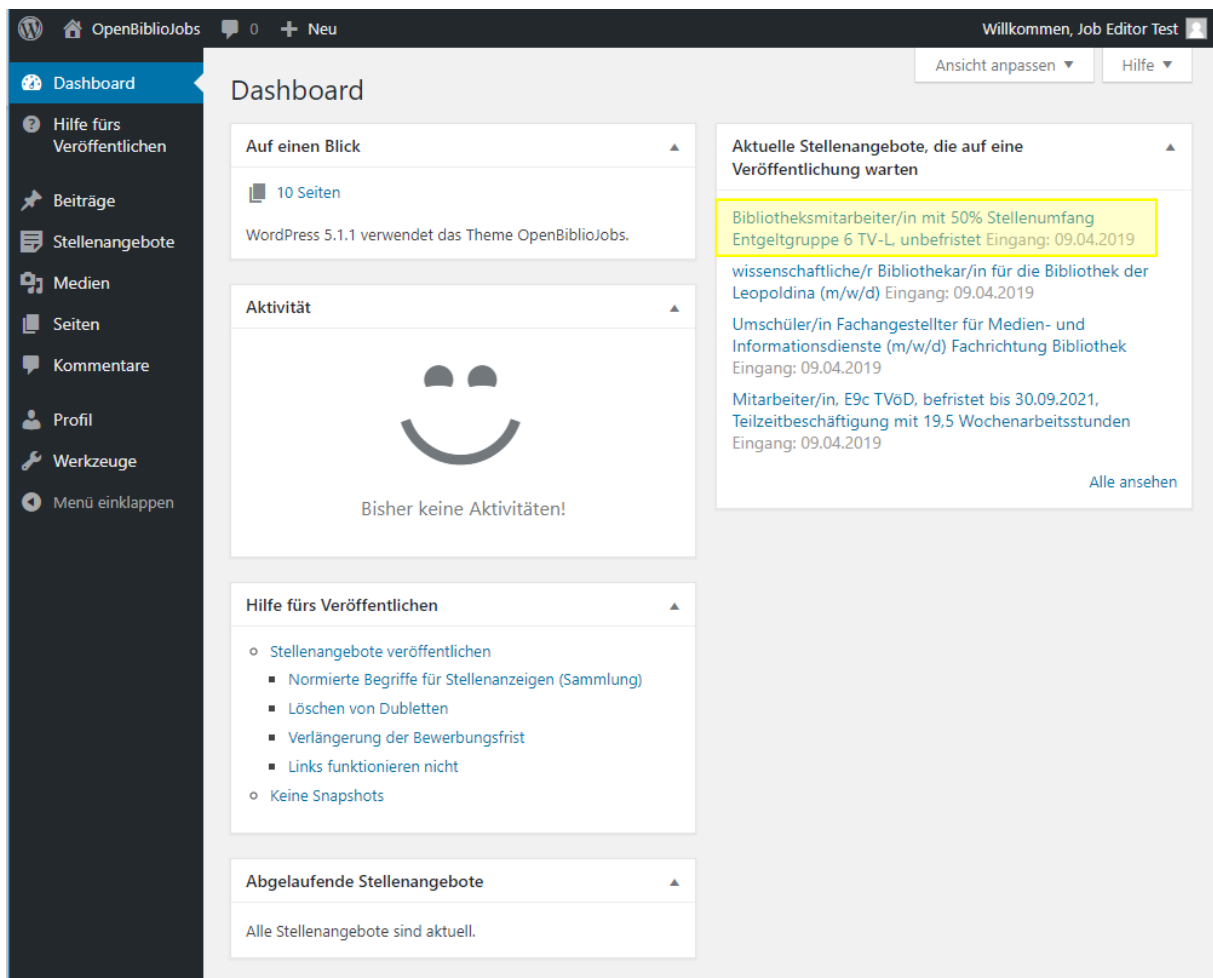 OpenBiblioJobs 0 Neu Willkommen, Job Editor Test
Ansicht anpassen ▼ Hilfe ▼
Dashboard
Hilfe fürs
Veröffentlichen
Beiträge
Stellenangebote
Medien
Seiten
Kommentare
Profil
Werkzeuge
Menü einklappen
Dashboard
Auf einen Blick
10 Seiten
WordPress 5.1.1 verwendet das Theme OpenBiblioJobs.
Aktivität
Bisher keine Aktivitäten!
Hilfe fürs Veröffentlichen
Stellenangebote veröffentlichen
Normierte Begriffe für Stellenanzeigen (Sammlung)
Löschen von Dubletten
Verlängerung der Bewerbungsfrist
Links funktionieren nicht
Keine Snapshots
Abgelaufende Stellenangebote
Alle Stellenangebote sind aktuell.
Aktuelle Stellenangebote, die auf eine
Veröffentlichung warten
Bibliotheksmitarbeiter/in mit 50% Stellenumfang
Entgeltgruppe 6 TV-L, unbefristet Eingang: 09.04.2019
wissenschaftliche/r Bibliothekar/in für die Bibliothek der
Leopoldina (m/w/d) Eingang: 09.04.2019
Umschüler/in Fachangestellter für Medien- und
Informationsdienste (m/w/d) Fachrichtung Bibliothek
Eingang: 09.04.2019
Mitarbeiter/in, E9c TVöD, befristet bis 30.09.2021,
Teilzeitbeschäftigung mit 19,5 Wochenarbeitsstunden
Eingang: 09.04.2019
Alle ansehen